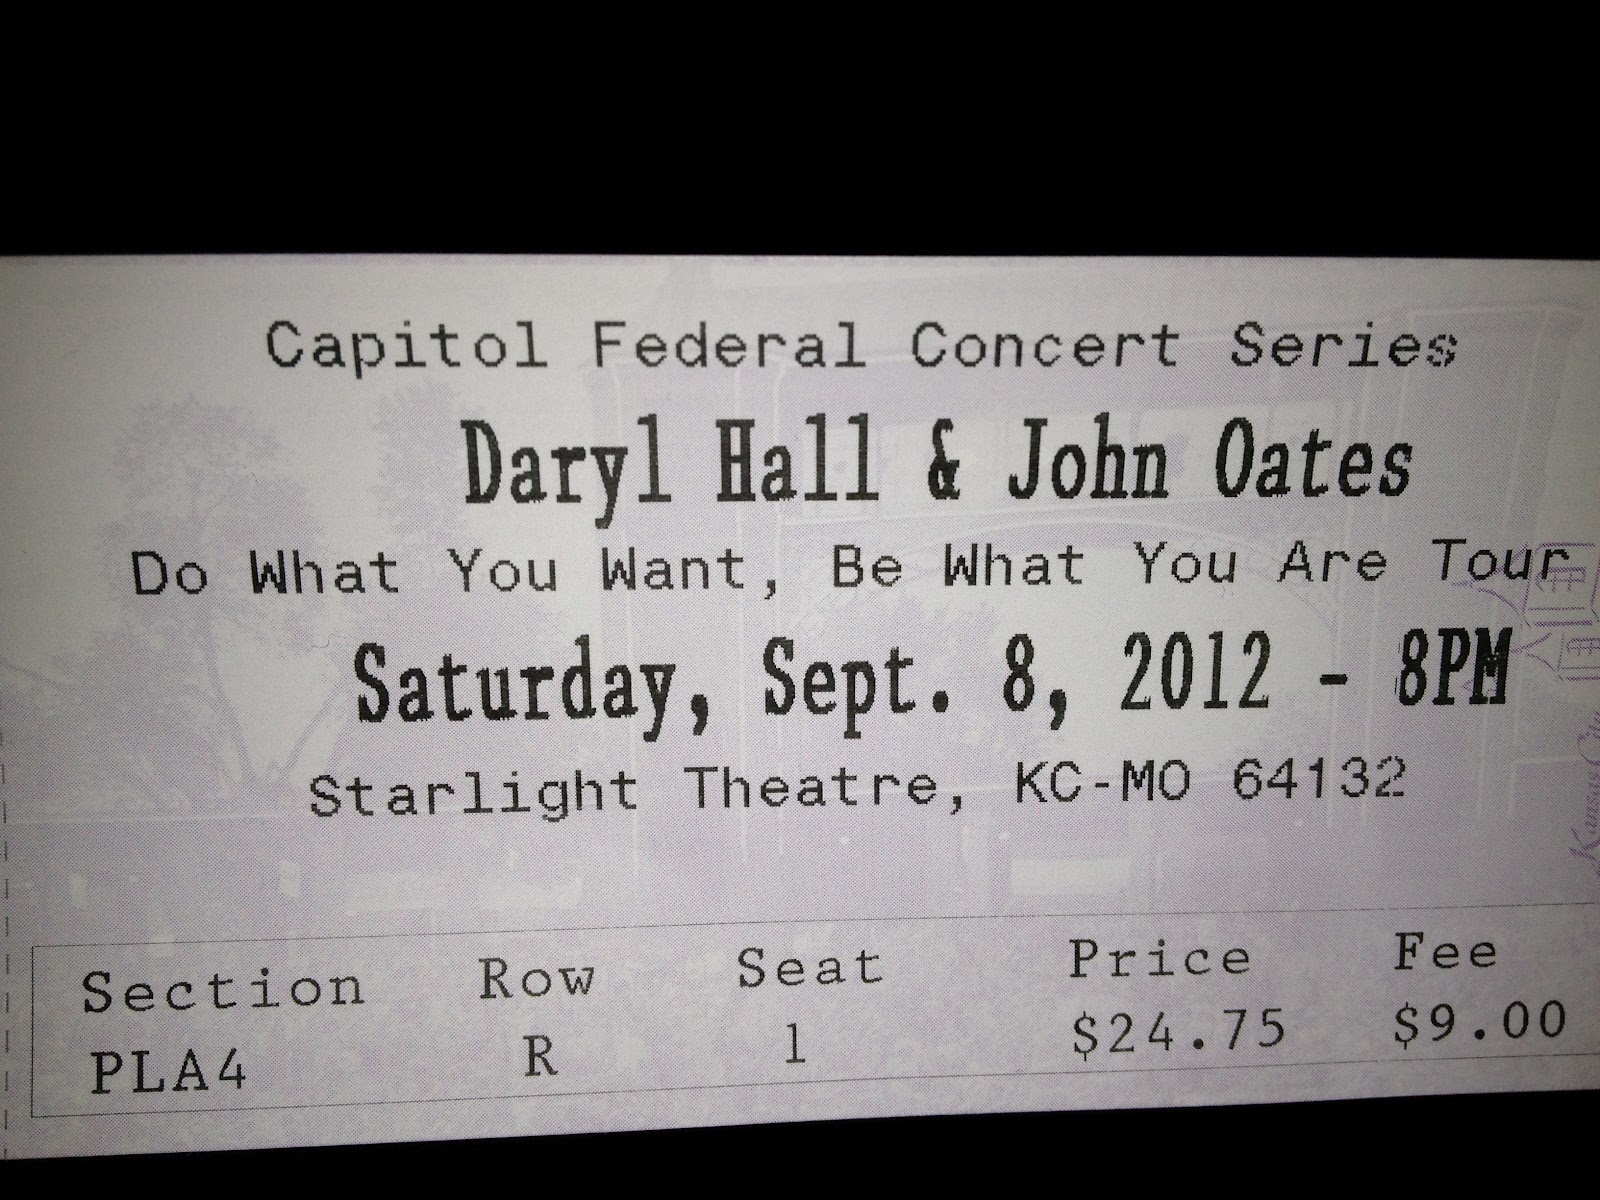 Capitol Federal Concert Series
Daryl Hall & John Oates
Do What You Want, Be What You Are Tour
Saturday, Sept. 8, 2012 - 8PM
Starlight Theatre, KC-MO 64132
Section Row Seat Price Fee
PLA4 R 1 $24.75 $9.00
Kansas City